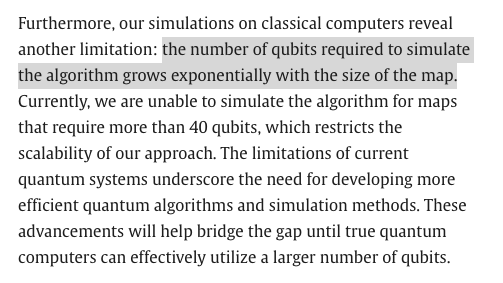 Furthermore, our simulations on classical computers reveal
another limitation: the number of qubits required to simulate
the algorithm grows exponentially with the size of the map.
Currently, we are unable to simulate the algorithm for maps
that require more than 40 qubits, which restricts the
scalability of our approach. The limitations of current
quantum systems underscore the need for developing more
efficient quantum algorithms and simulation methods. These
advancements will help bridge the gap until true quantum
computers can effectively utilize a larger number of qubits.